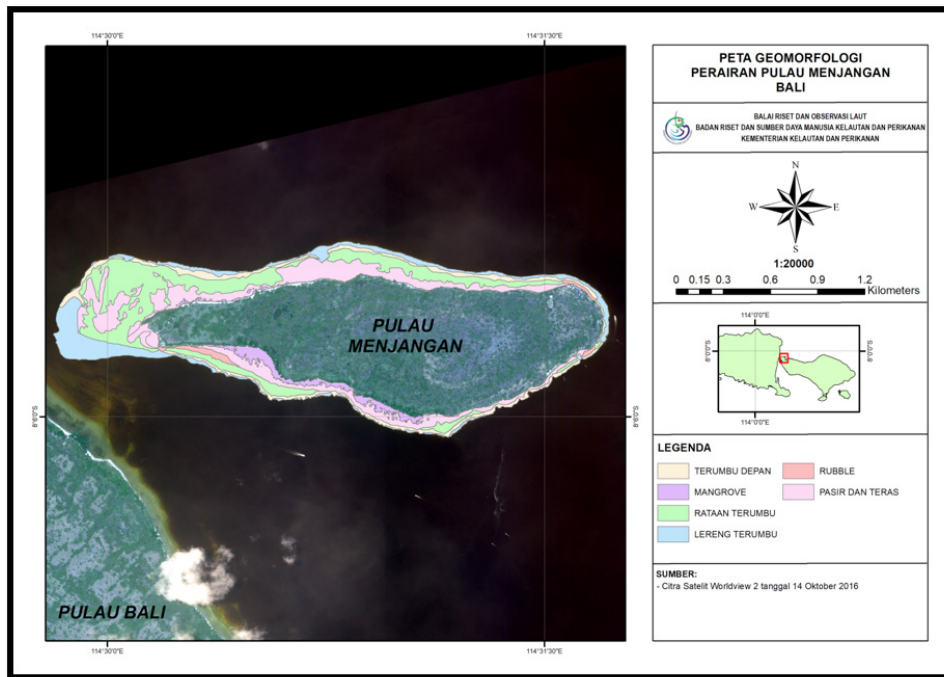 114°30'0"E
114°31'30"E
8°6'0"S
8°6'0"S
PULAU
MENJANGAN
PULAU BALI
114°30'0"E
114°31'30"E
PETA GEOMORFOLOGI
PERAIRAN PULAU MENJANGAN
BALI
BALAI RISET DAN OBSERVASI LAUT
BADAN RISET DAN SUMBER DAYA MANUSIA KELAUTAN DAN PERIKANAN
KEMENTERIAN KELAUTAN DAN PERIKANAN
N
W E
S
1:20000
0 0.15 0.3 0.6 0.9 1.2
Kilometers
114°0'0"E
8°0'0"S
8°0'0"S
114°0'0"E
LEGENDA
TERUMBU DEPAN
MANGROVE
RATAAN TERUMBU
LERENG TERUMBU
RUBBLE
PASIR DAN TERAS
SUMBER:
- Citra Satelit Worldview 2 tanggal 14 Oktober 2016